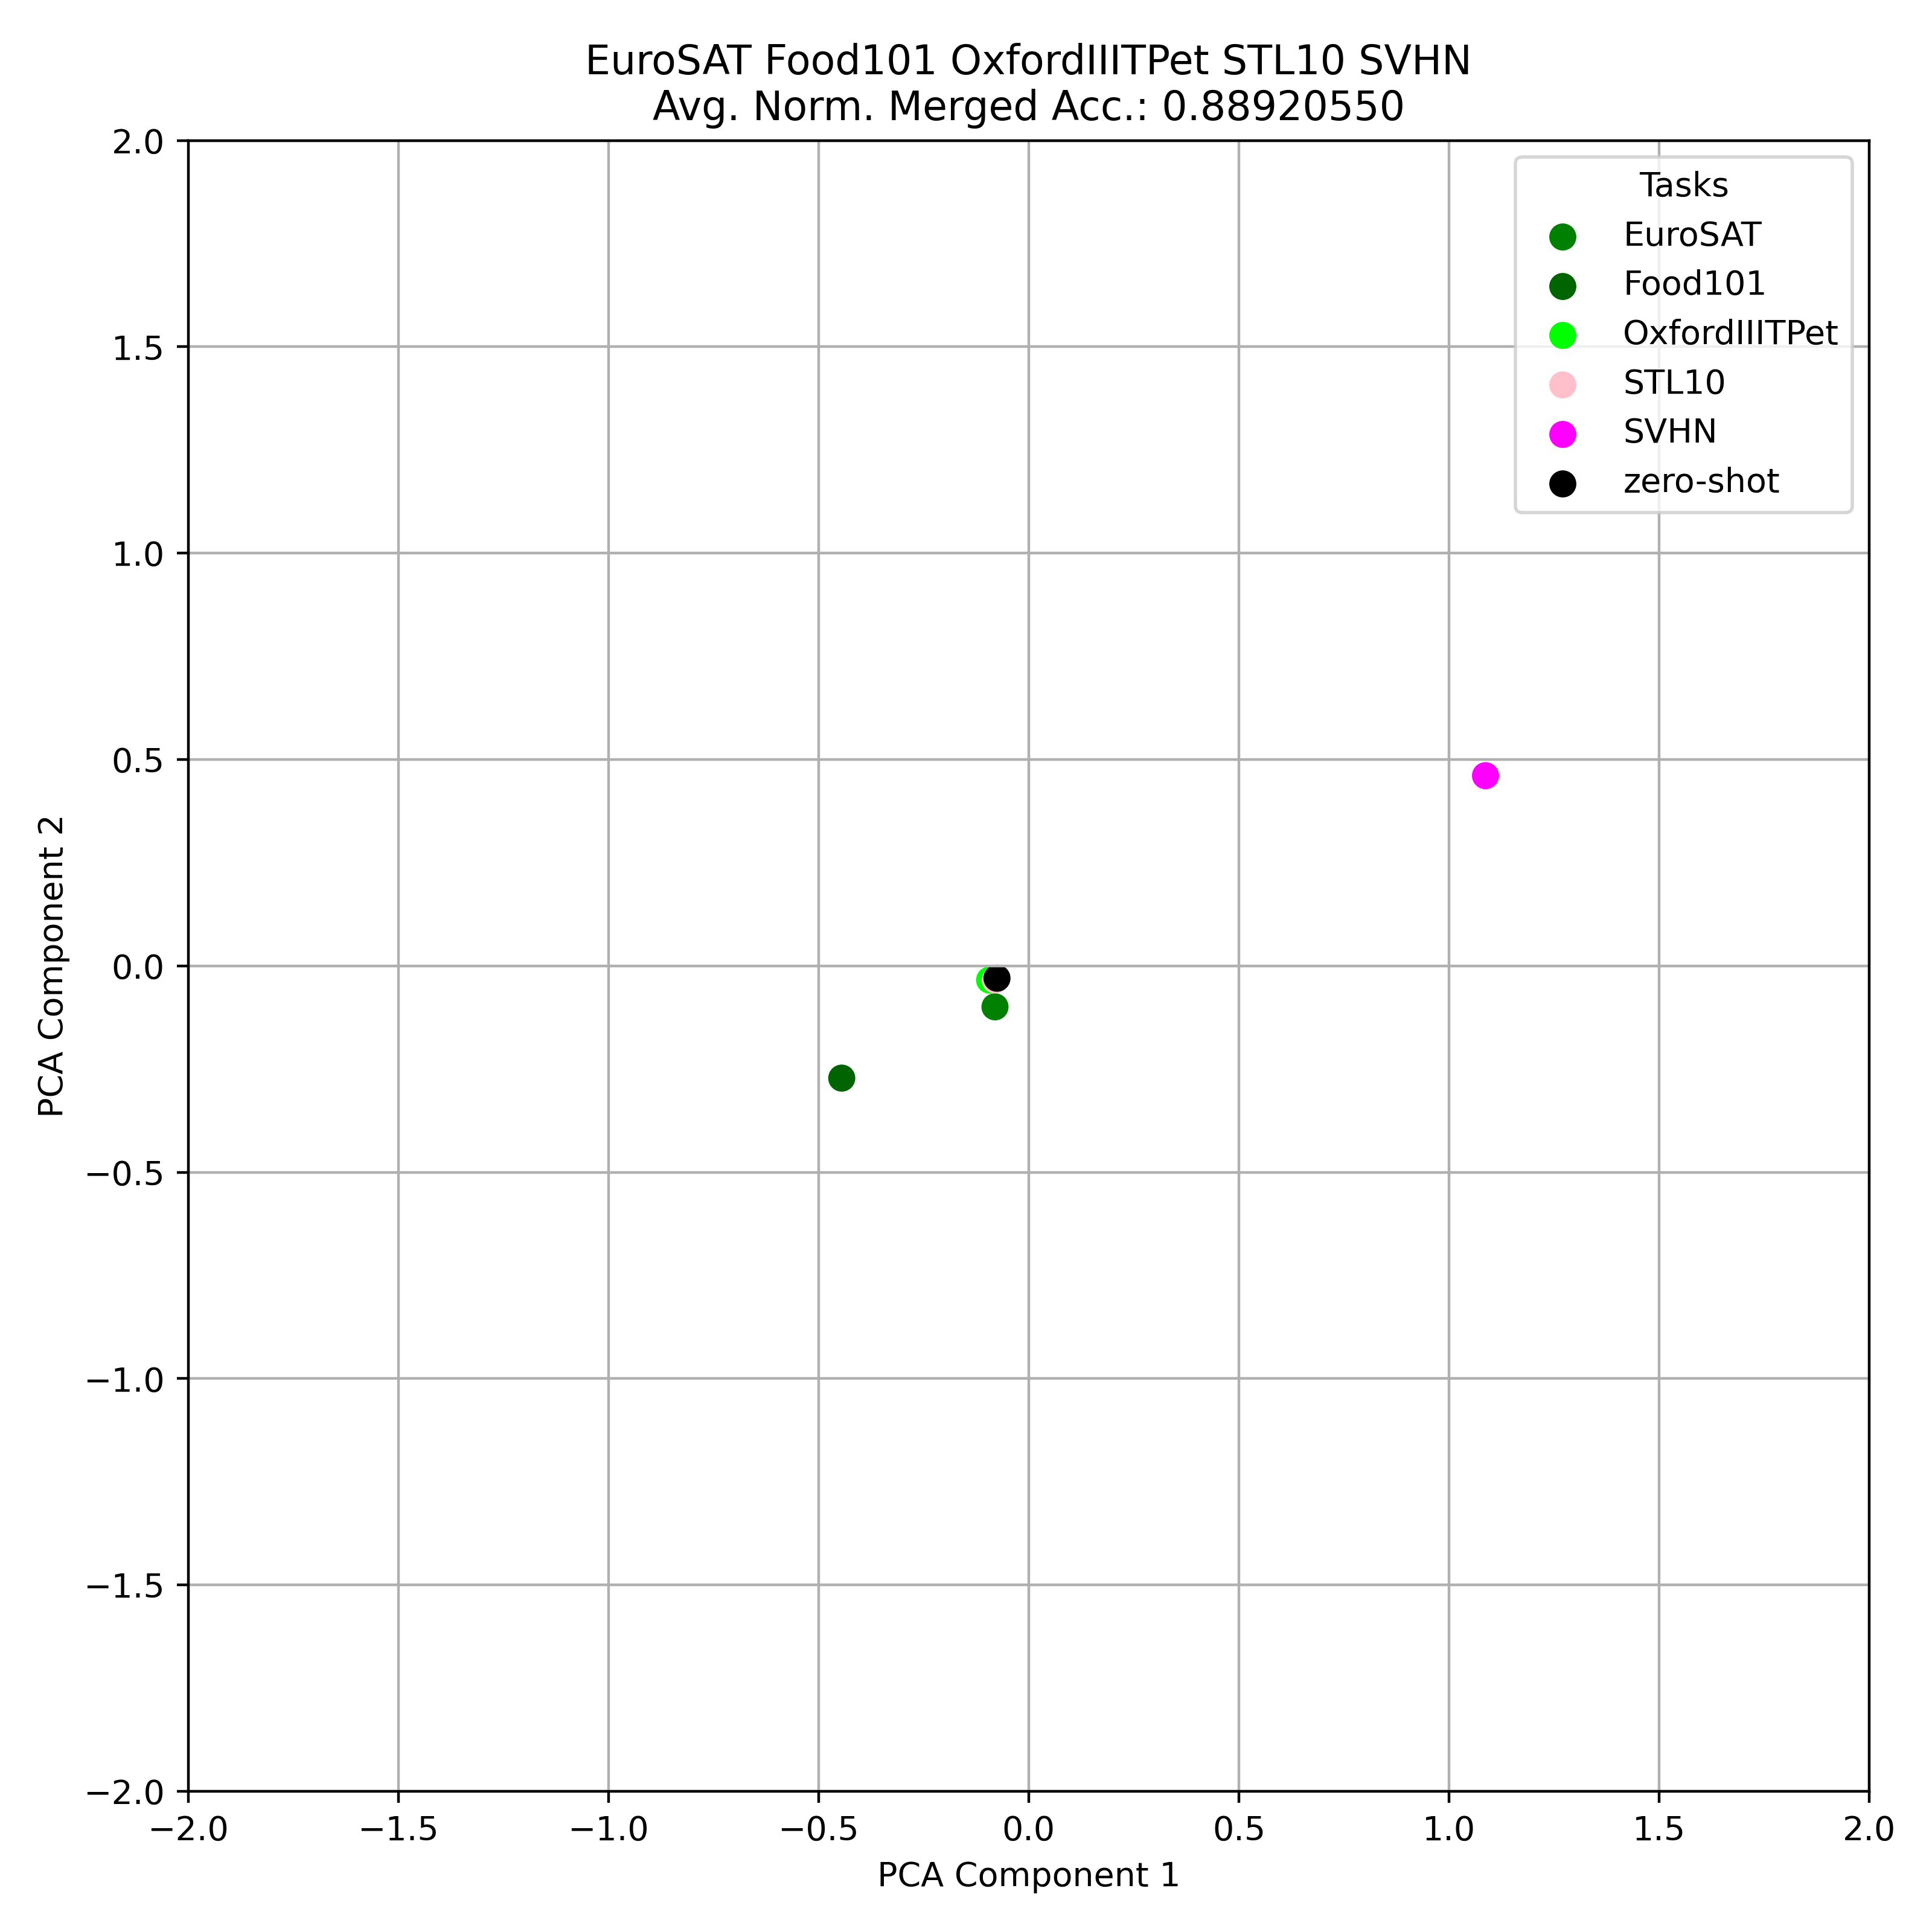 EuroSAT Food101 OxfordIIITPet STL10 SVHN
Avg. Norm. Merged Acc.: 0.88920550
Tasks
EuroSAT
Food101
OxfordIIITPet
STL10
SVHN
zero-shot
PCA Component 2
2.0
1.5
1.0
0.5
0.0
−0.5
−1.0
−1.5
−2.0
−2.0 −1.5 −1.0 −0.5 0.0 0.5 1.0 1.5 2.0
PCA Component 1